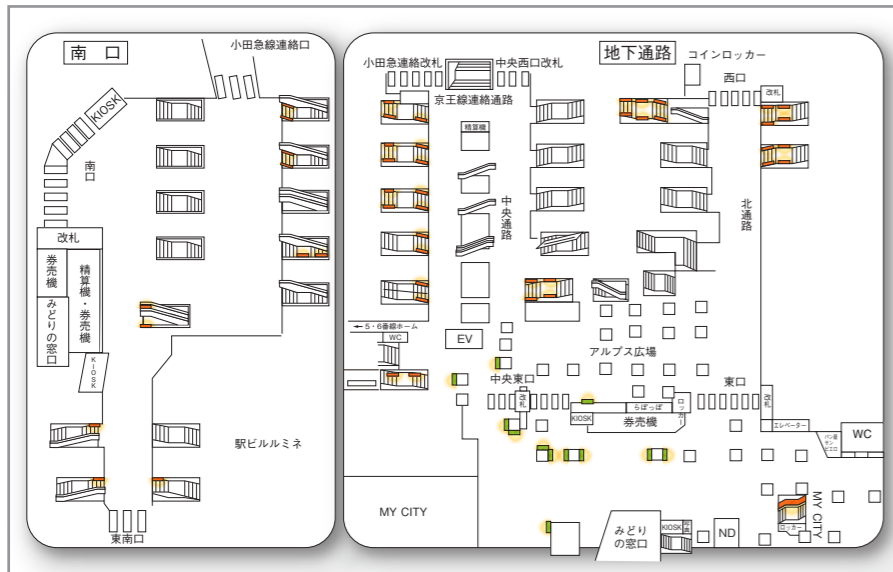 南 口
小田急線連絡口
KIOSK
南口
改札
券売機
精算機・券売機
みどりの窓口
KIOSK
駅ビルルミネ
東南口
地下通路
小田急連絡改札
中央西口改札
コインロッカー
西口
改札
京王線連絡通路
精算機
中央通路
北通路
←5・6番線ホーム
WC
EV
アルプス広場
中央東口
改札
KIOSK
らぽっぽ
券売機
ロッカー
東口
改札
エレベーター
WC
MY CITY
みどりの窓口
KIOSK
ND
ロッカー
MY CITY